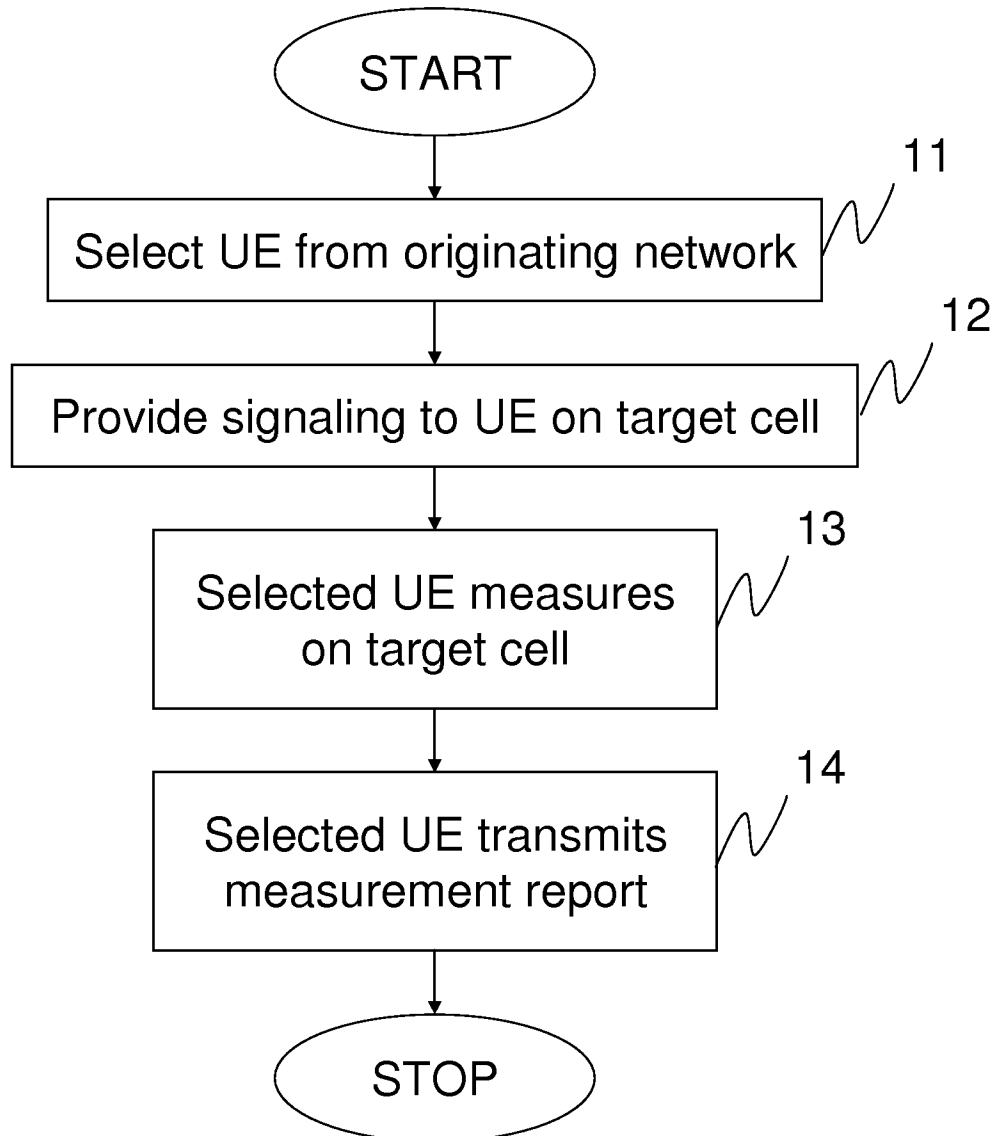 START
11
Select UE from originating network
12
Provide signaling to UE on target cell
13
Selected UE measures
on target cell
14
Selected UE transmits
measurement report
STOP